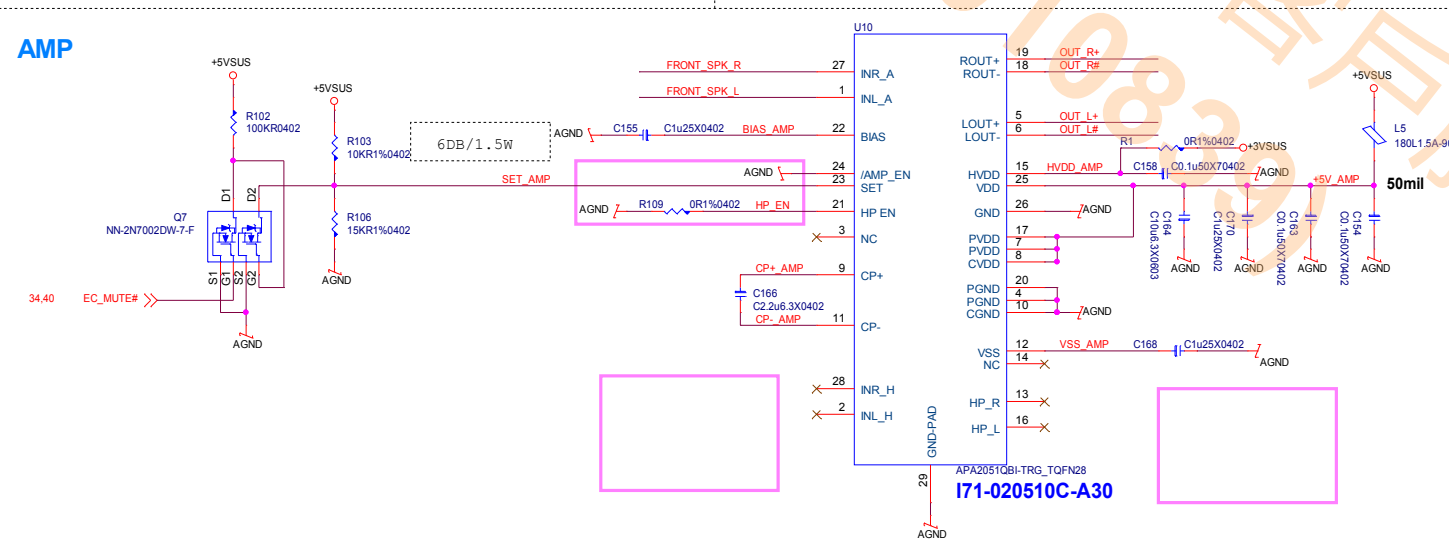 AMP
+5VSUS
R102
100KR0402
+5VSUS
R103
10KR1%0402
6DB/1.5W
SET_AMP
D1
D2
Q7
NN-2N7002DW-7-F
S1
G1
S2
G2
R106
15KR1%0402
AGND
34,40
EC_MUTE#
AGND
FRONT_SPK_R
27
FRONT_SPK_L
1
AGND
C155
C1u25X0402
BIAS_AMP
22
AGND
24
23
AGND
R109
0R1%0402
HP_EN
21
3
CP+_AMP
9
C166
C2.2u6.3X0402
CP-_AMP
11
28
2
U10
INR_A
INL_A
BIAS
/AMP_EN
SET
HP EN
NC
CP+
CP-
INR_H
INL_H
ROUT+
ROUT-
LOUT+
LOUT-
HVDD
VDD
GND
PVDD
PVDD
CVDD
PGND
PGND
CGND
VSS
NC
HP_R
HP_L
GND-PAD
29
AGND
APA2051QBI-TRG_TQFN28
I71-020510C-A30
19
OUT_R+
18
OUT_R#
5
OUT_L+
6
OUT_L#
R1
0R1%0402
+3VSUS
15
HVDD_AMP
C158
C0.1u50X70402
AGND
25
+5V_AMP
50mil
+5VSUS
L5
180L1.5A-90
26
AGND
17
7
8
20
4
10
AGND
C164
C10u6.3X0603
AGND
C170
C1u25X0402
AGND
C163
C0.1u50X70402
AGND
C154
C0.1u50X70402
AGND
12
VSS_AMP
C168
C1u25X0402
AGND
14
13
16